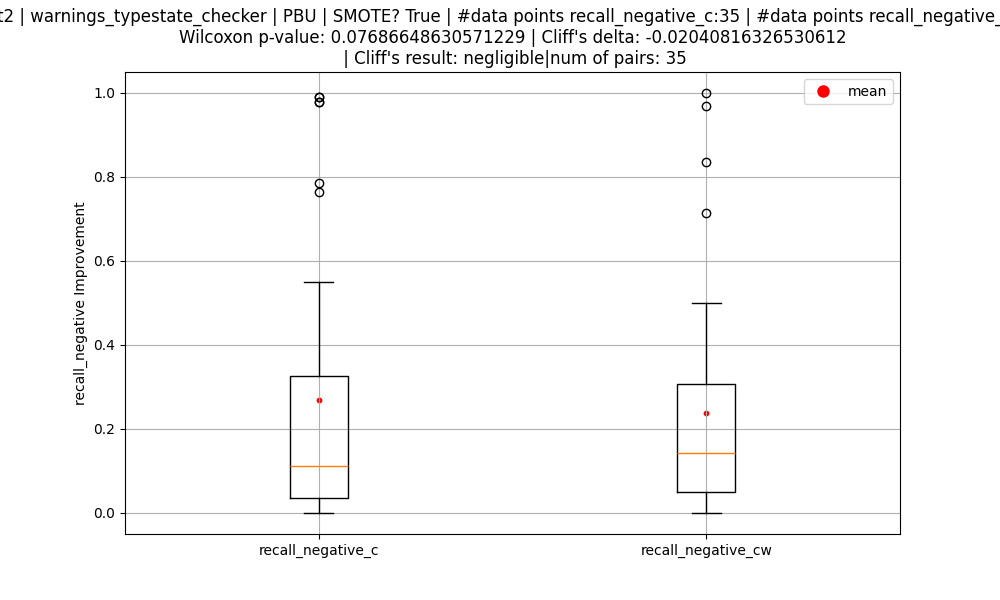 t2 | warnings_typestate_checker | PBU | SMOTE? True | #data points recall_negative_c:35 | #data points recall_negative_
Wilcoxon p-value: 0.07686648630571229 | Cliff's delta: -0.02040816326530612
| Cliff's result: negligible|num of pairs: 35
mean
1.0
0.8
0.6
0.4
0.2
0.0
recall_negative Improvement
recall_negative_c
recall_negative_cw